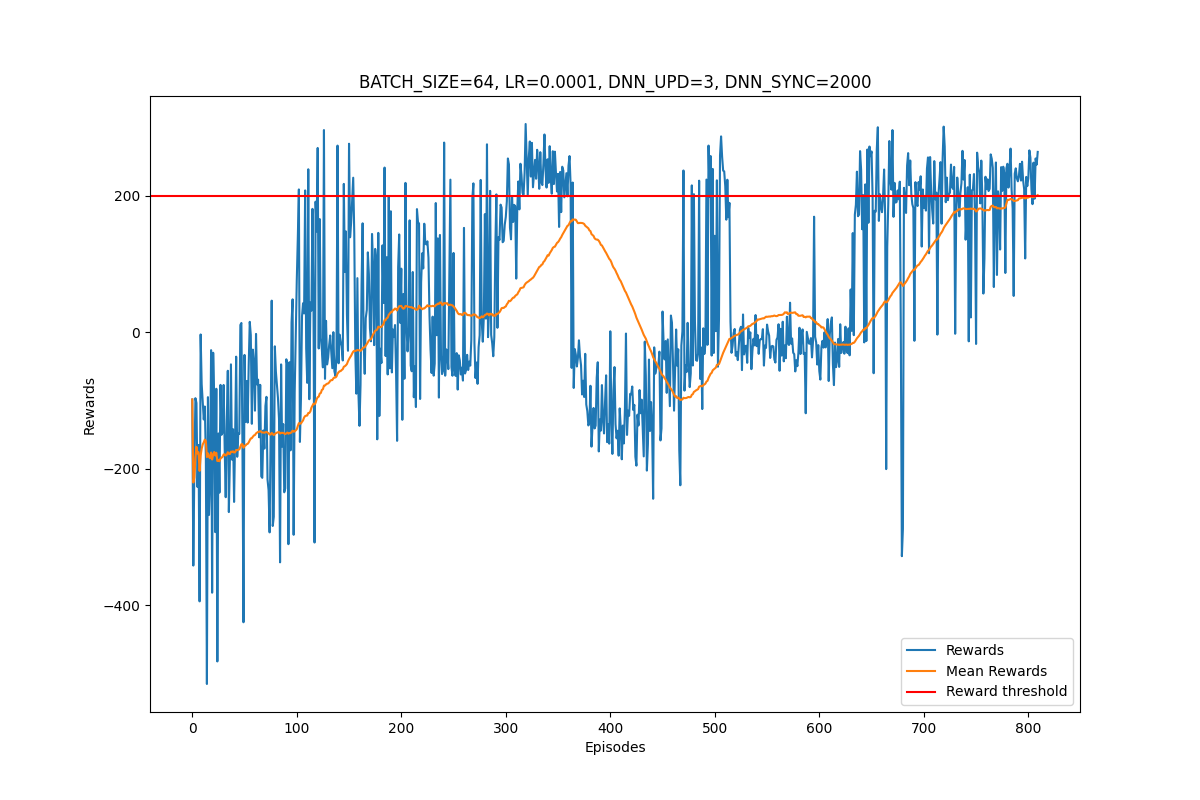 BATCH_SIZE=64, LR=0.0001, DNN_UPD=3, DNN_SYNC=2000
200
0
−200
−400
Rewards
0
100
200
300
400
500
600
700
800
Episodes
Rewards
Mean Rewards
Reward threshold